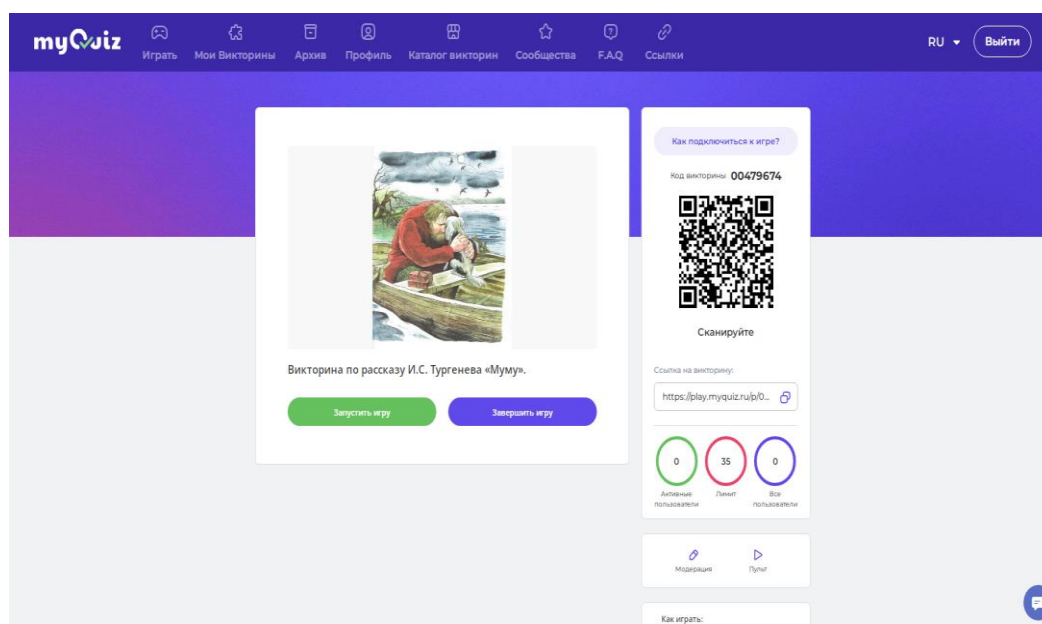 myQuiz
Играть
Мои Викторины
Архив
Профиль
Каталог викторин
Сообщества
F.A.Q
Ссылки
RU
Выйти
Викторина по рассказу И.С. Тургенева «Муму».
Запустить игру
Завершить игру
Как подключиться к игре?
Код викторины 00479674
Сканируйте
Ссылка на викторину:
https://play.myquiz.ru/p/0...
0
35
0
Активные пользователи
Лимит
Все пользователи
Модерация
Пульт
Как играть: